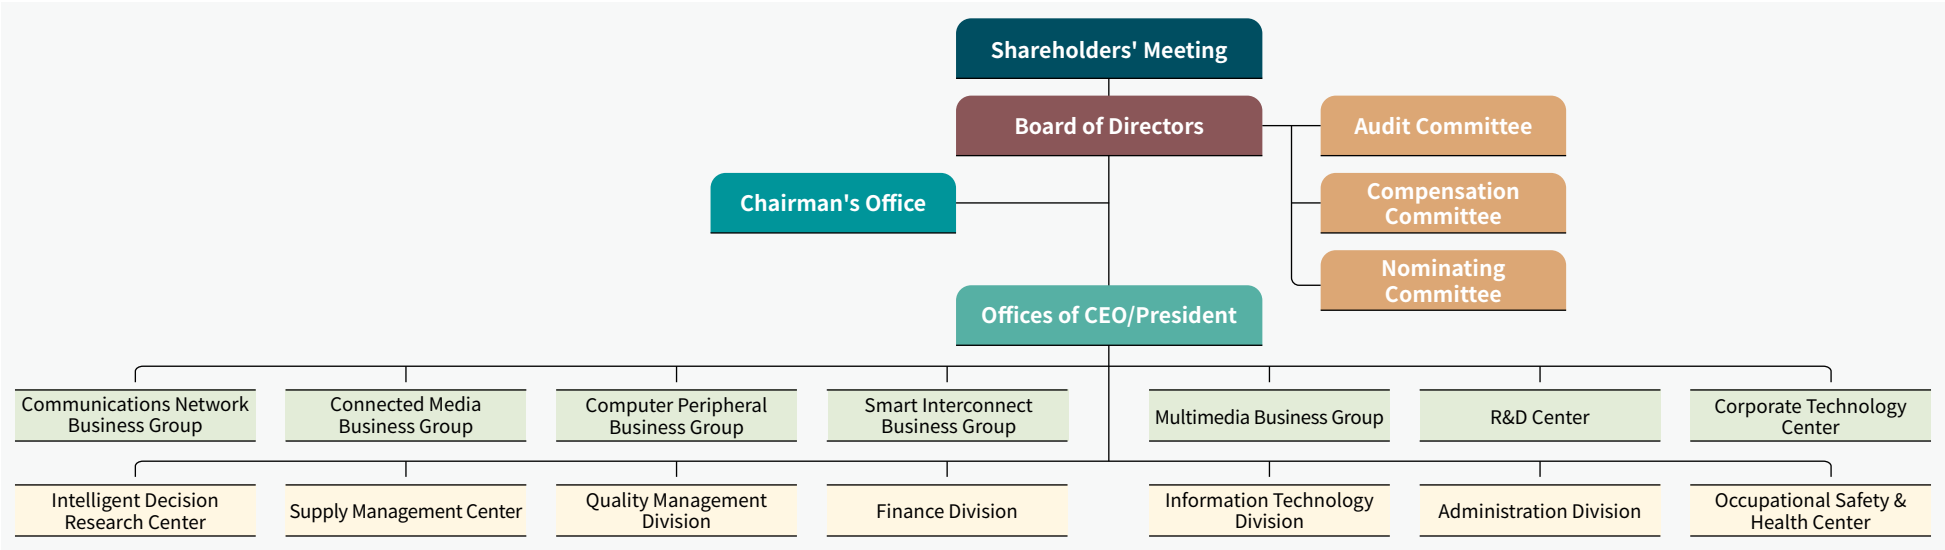 Shareholders' Meeting
Board of Directors
Audit Committee
Chairman's Office
Compensation
Committee
Nominating
Committee
Offices of CEO/President
Communications Network
Business Group
Connected Media
Business Group
Computer Peripheral
Business Group
Smart Interconnect
Business Group
Multimedia Business Group
R&D Center
Corporate Technology
Center
Intelligent Decision
Research Center
Supply Management Center
Quality Management
Division
Finance Division
Information Technology
Division
Administration Division
Occupational Safety &
Health Center